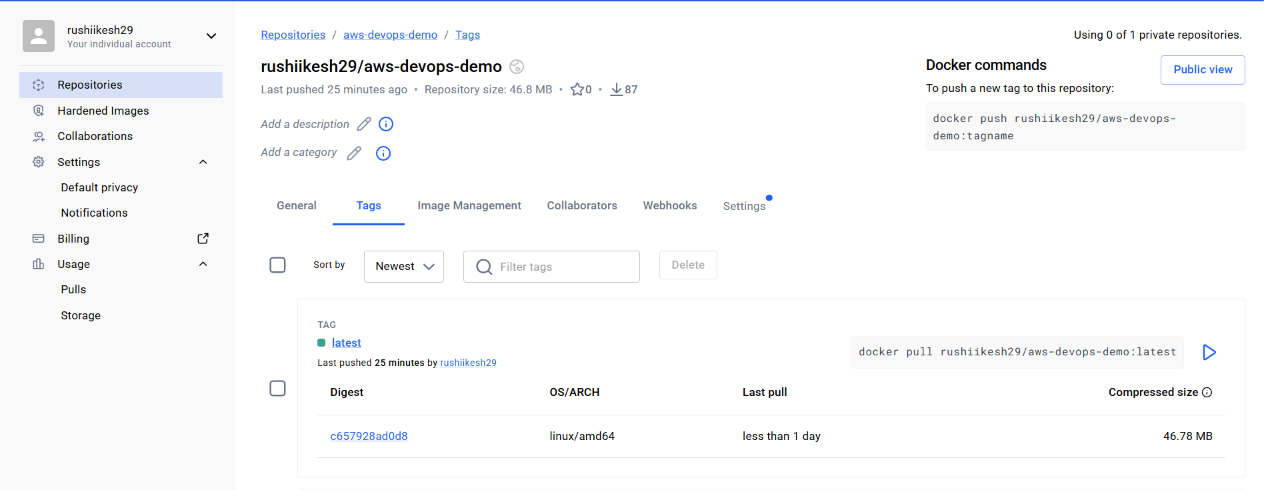 rushiikesh29
Your individual account
Repositories
Hardened Images
Collaborations
Settings
Default privacy
Notifications
Billing
Usage
Pulls
Storage
Repositories / aws-devops-demo / Tags
Using 0 of 1 private repositories.
rushiikesh29/aws-devops-demo
Last pushed 25 minutes ago • Repository size: 46.8 MB • 0 • 87
Add a description
Add a category
Docker commands
Public view
To push a new tag to this repository:
docker push rushiikesh29/aws-devops-
demo:tagname
General Tags Image Management Collaborators Webhooks Settings
Sort by Newest Filter tags Delete
TAG
latest
Last pushed 25 minutes by rushiikesh29
docker pull rushiikesh29/aws-devops-demo:latest
Digest OS/ARCH Last pull Compressed size
c657928ad0d8 linux/amd64 less than 1 day 46.78 MB